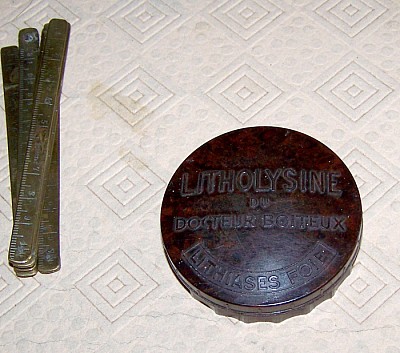 LITHOLYSINE
DU
DOCTEUR BOITEUX
LITHIASES FOIE